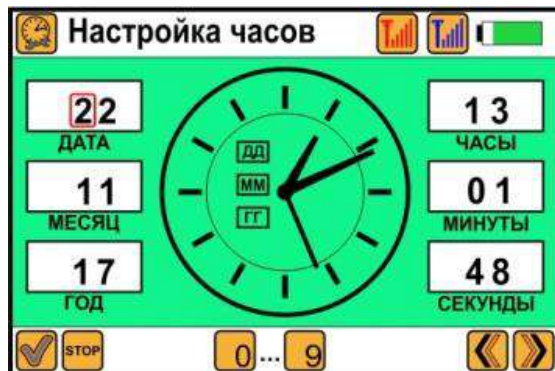 Настройка часов
22
ДАТА
11
МЕСЯЦ
17
ГОД
ДД
ММ
ГГ
13
ЧАСЫ
01
МИНУТЫ
48
СЕКУНДЫ
STOP
0...9